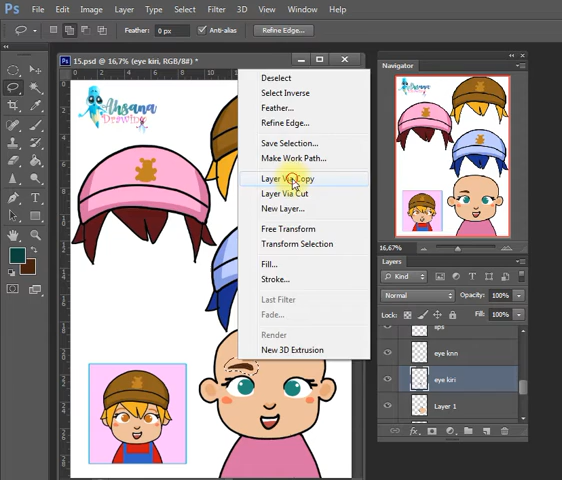 Ps File Edit Image Layer Type Select Filter 3D View Window Help
Feather: 0 px Anti-alias Refine Edge...
15.psd @ 16,7% (eye kiri, RGB/8#) *
Ahsana
Drawing
Deselect
Select Inverse
Feather...
Refine Edge...
Save Selection...
Make Work Path...
Layer Via Copy
Layer Via Cut
New Layer...
Free Transform
Transform Selection
Fill...
Stroke...
Last Filter
Fade...
Render
New 3D Extrusion
Navigator
16,67%
Layers
Kind
Normal Opacity: 100%
Lock: Fill: 100%
eye knn
eye kiri
Layer 1